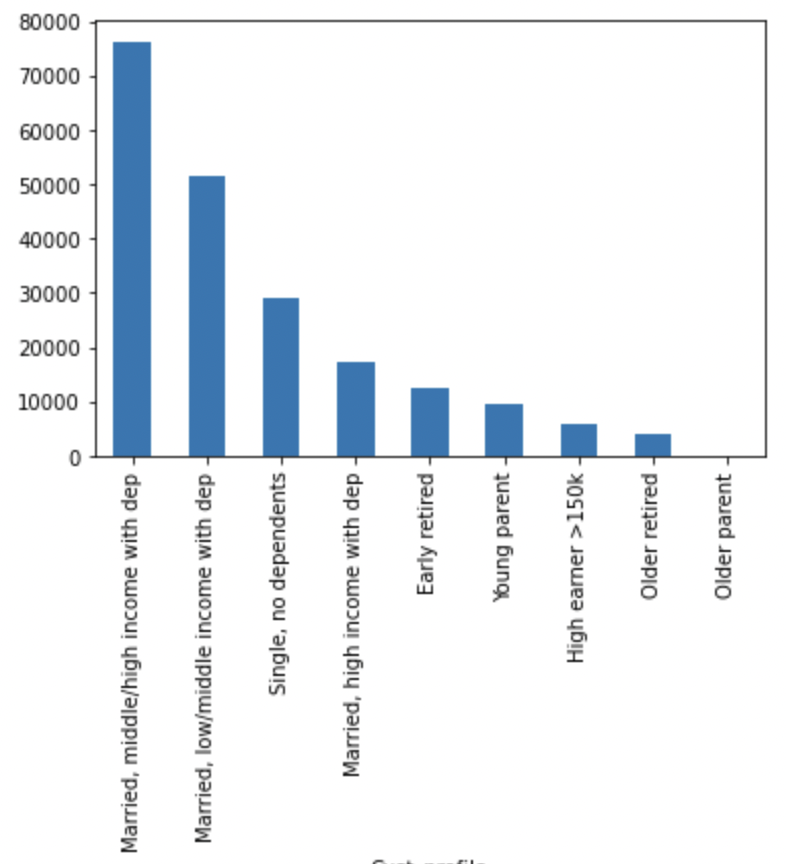 80000
70000
60000
50000
40000
30000
20000
10000
0
Married, middle/high income with dep
Married, low/middle income with dep
Single, no dependents
Married, high income with dep
Early retired
Young parent
High earner >150k
Older retired
Older parent